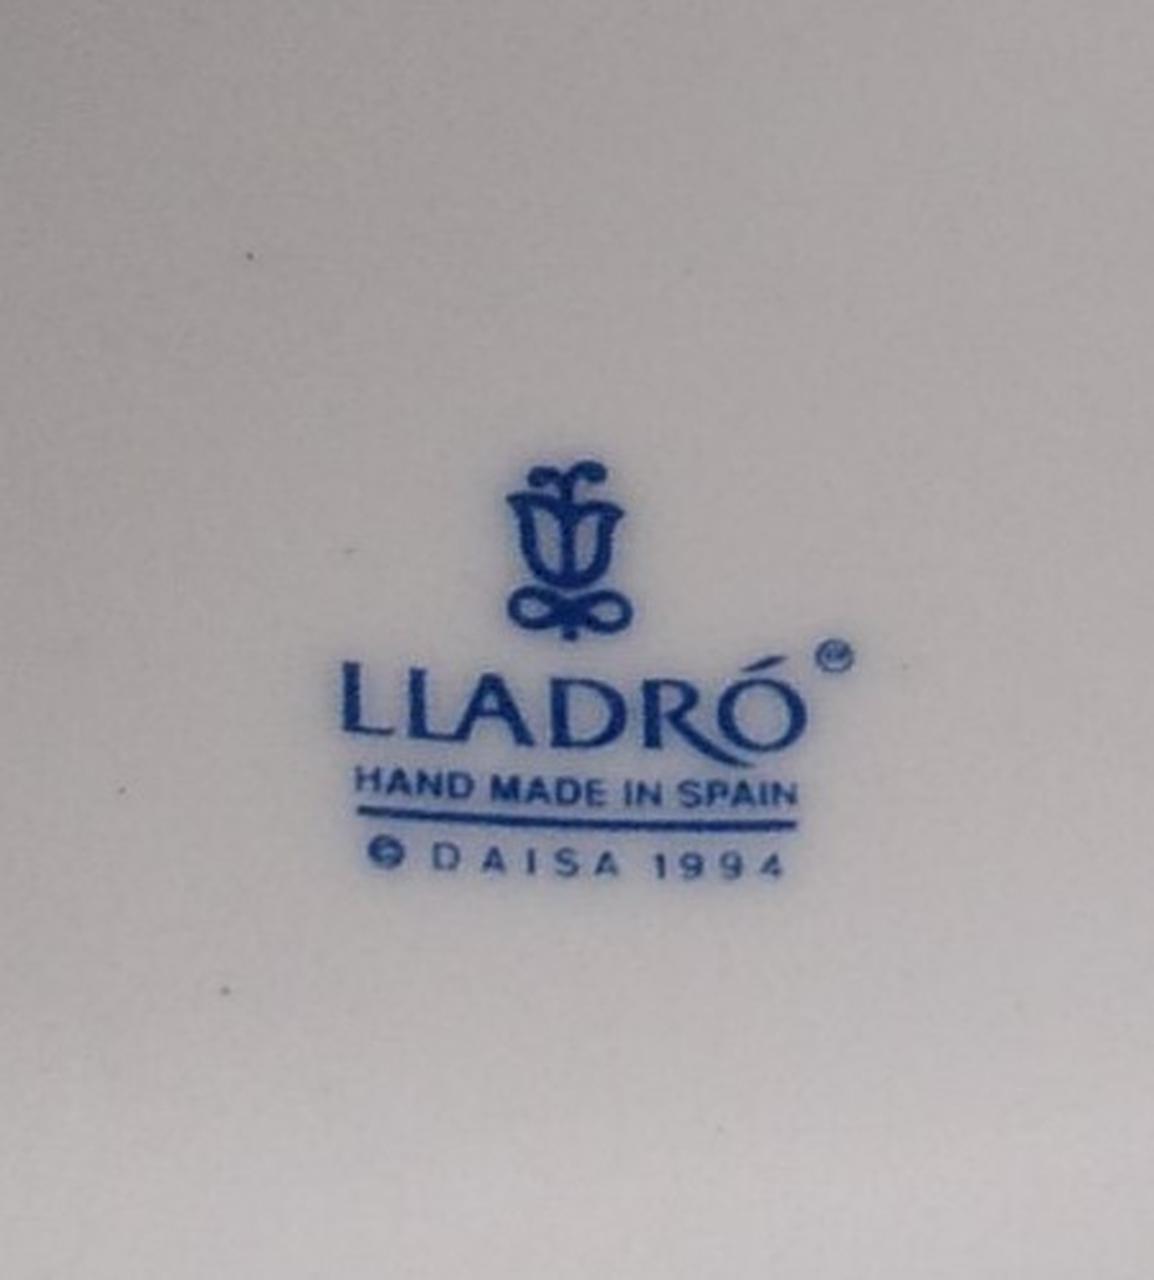 LLADRÓ ®
HAND MADE IN SPAIN
© DAISA 1994